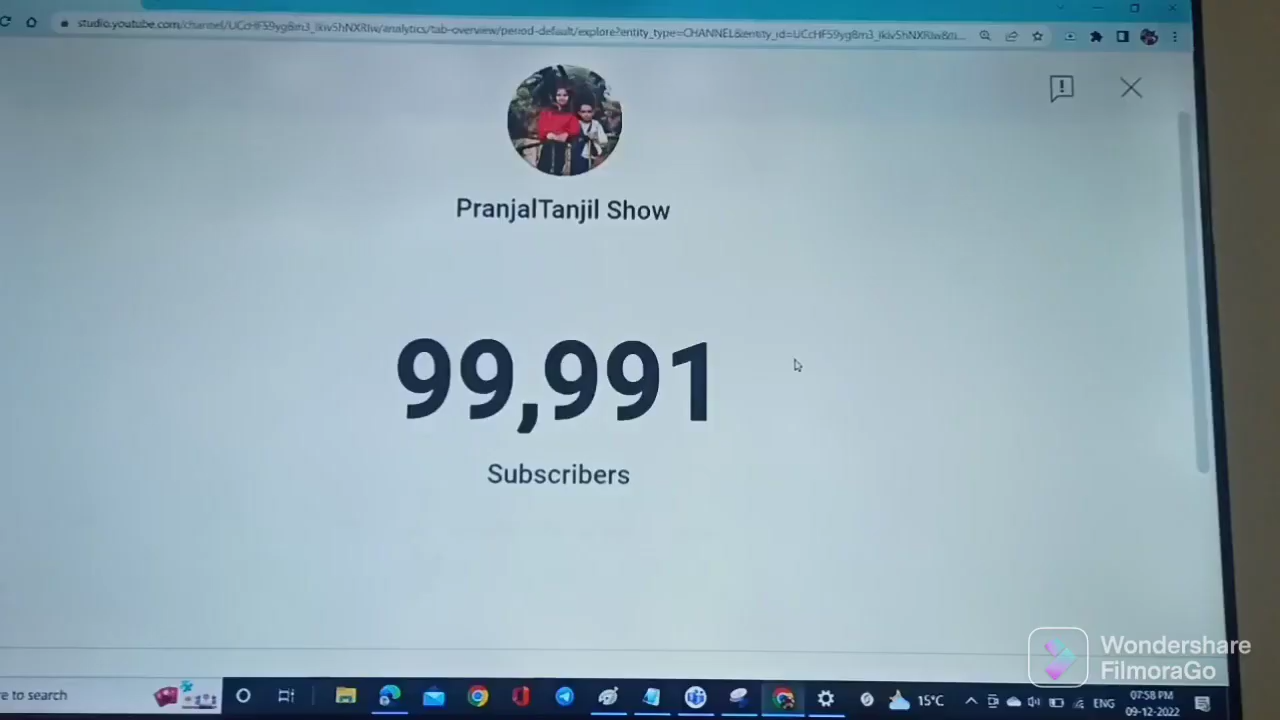 PranjalTanjil Show
99,991
Subscribers
Wondershare
FilmoraGo
e to search
15°C
ENG
07:58 PM
09-12-2022